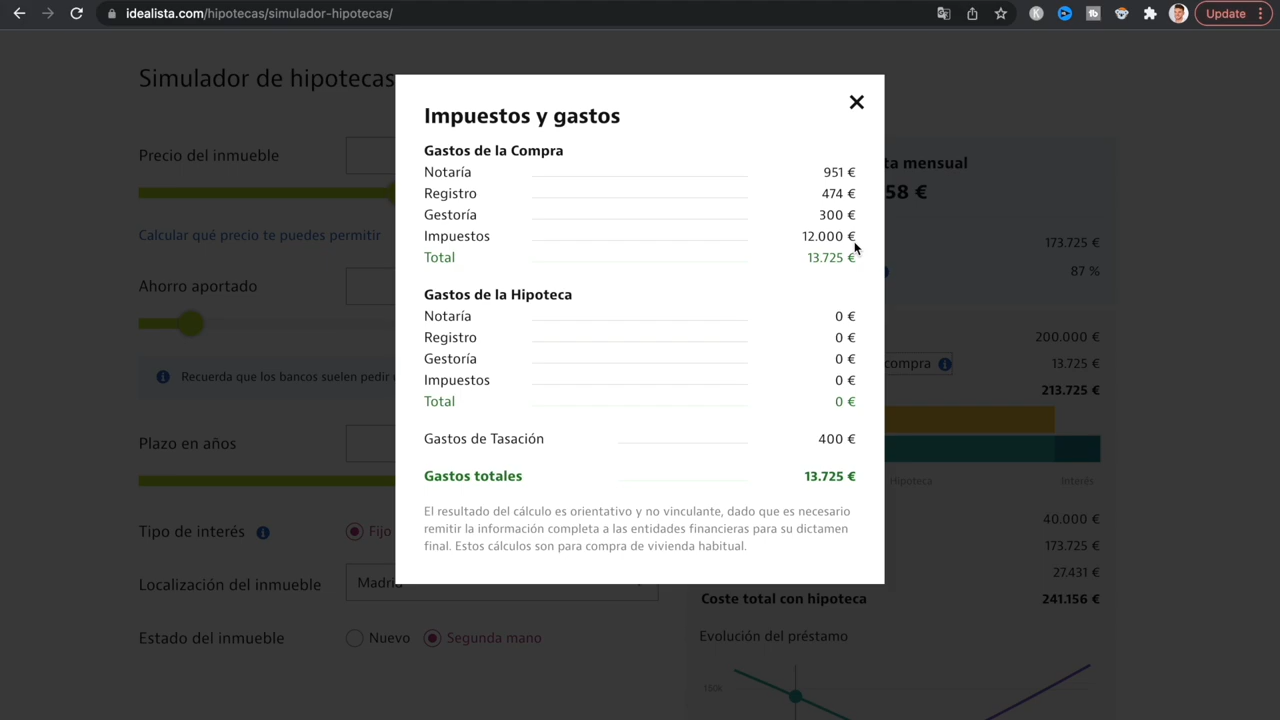 idealista.com/hipotecas/simulador-hipotecas/
Update
Simulador de hipotecas
Precio del inmueble
Calcular qué precio te puedes permitir
Ahorro aportado
Recuerda que los bancos suelen pedir
Plazo en años
Tipo de interés
Fijo
Localización del inmueble
Madrid
Estado del inmueble
Nuevo
Segunda mano
Impuestos y gastos
Gastos de la Compra
Notaría 951 €
Registro 474 €
Gestoría 300 €
Impuestos 12.000 €
Total 13.725 €
Gastos de la Hipoteca
Notaría 0 €
Registro 0 €
Gestoría 0 €
Impuestos 0 €
Total 0 €
Gastos de Tasación 400 €
Gastos totales 13.725 €
El resultado del cálculo es orientativo y no vinculante, dado que es necesario
remitir la información completa a las entidades financieras para su dictamen
final. Estos cálculos son para compra de vivienda habitual.
mensual
58 €
173.725 €
87 %
200.000 €
compra 13.725 €
213.725 €
Hipoteca Interés
40.000 €
173.725 €
27.431 €
Coste total con hipoteca 241.156 €
Evolución del préstamo